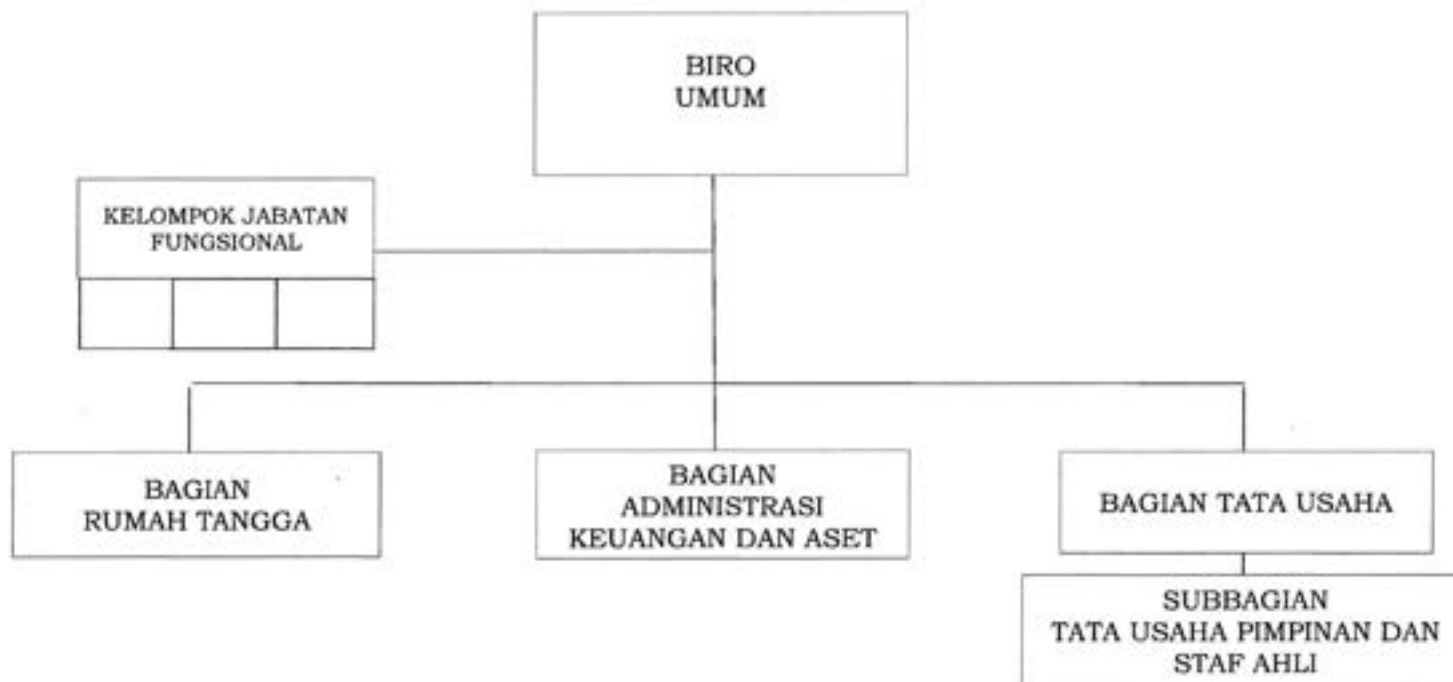 BIRO
UMUM
KELOMPOK JABATAN
FUNGSIONAL
BAGIAN
RUMAH TANGGA
BAGIAN
ADMINISTRASI
KEUANGAN DAN ASET
BAGIAN TATA USAHA
SUBBAGIAN
TATA USAHA PIMPINAN DAN
STAF AHLI